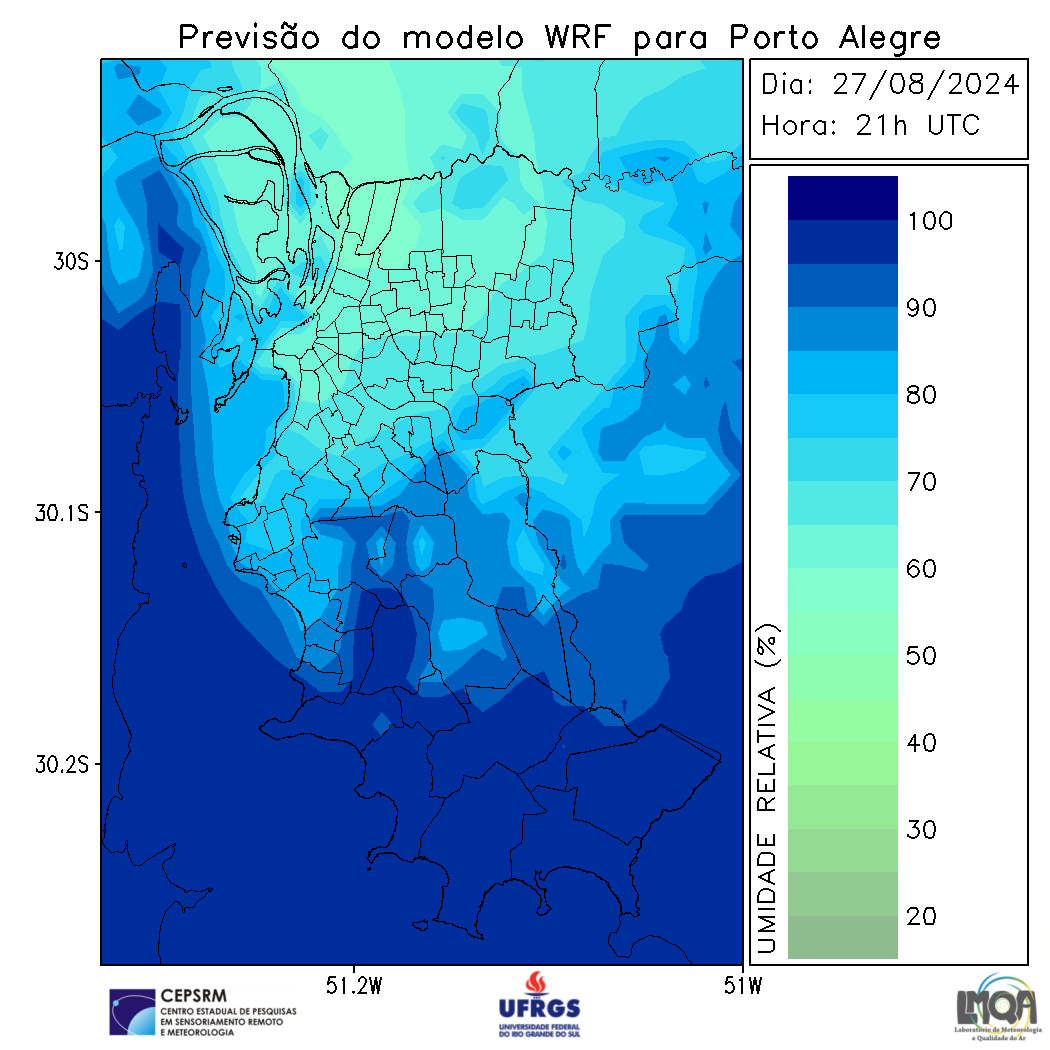 Previsão do modelo WRF para Porto Alegre
Dia: 27/08/2024
Hora: 21h UTC
30S
30.1S
30.2S
51.2W
51W
UMIDADE RELATIVA (%)
100
90
80
70
60
50
40
30
20
CEPSRM
CENTRO ESTADUAL DE PESQUISAS
EM SENSORIAMENTO REMOTO
E METEOROLOGIA
UFRGS
UNIVERSIDADE FEDERAL
DO RIO GRANDE DO SUL
LMQA
Laboratório de Meteorologia
e Qualidade do Ar